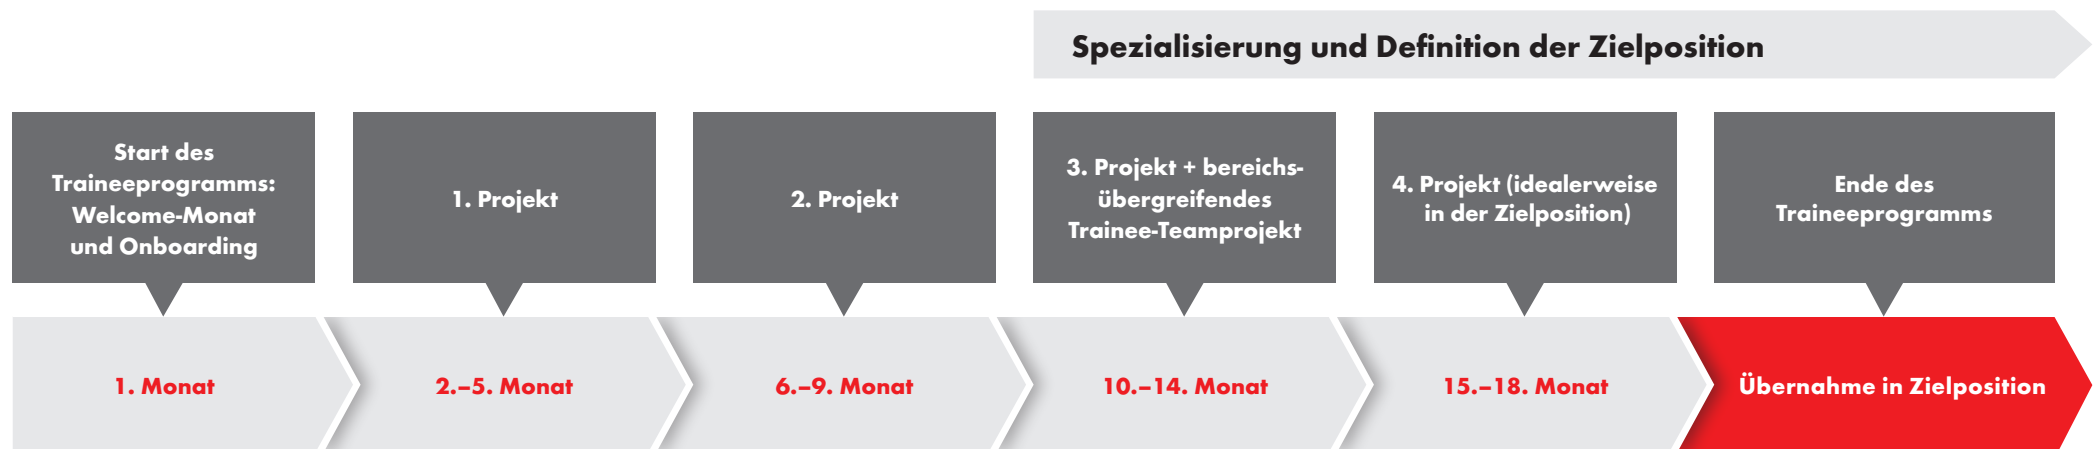 Spezialisierung und Definition der Zielposition
Start des
Traineeprogramms:
Welcome-Monat
und Onboarding
1. Projekt
2. Projekt
3. Projekt + bereichs-
übergreifendes
Trainee-Teamprojekt
4. Projekt (idealerweise
in der Zielposition)
Ende des
Traineeprogramms
1. Monat
2.–5. Monat
6.–9. Monat
10.–14. Monat
15.–18. Monat
Übernahme in Zielposition